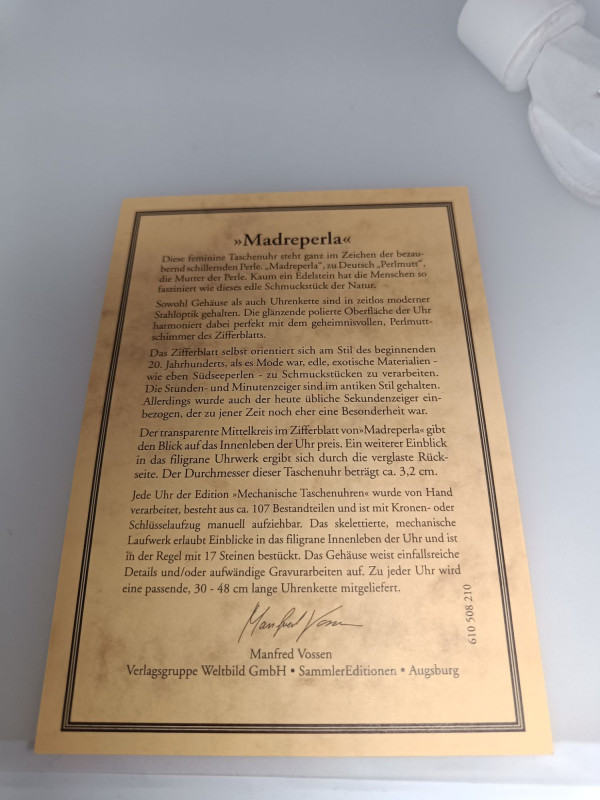 »Madreperla«
Diese feminine Taschenuhr steht ganz im Zeichen der bezau-
bernd schillernden Perle. „Madreperla", zu Deutsch „Perlmutt",
die Mutter der Perle. Kaum ein Edelstein hat die Menschen so
fasziniert wie dieses edle Schmuckstück der Natur.
Sowohl Gehäuse als auch Uhrenkette sind in zeitlos moderner
Stahloptik gehalten. Die glänzende polierte Oberfläche der Uhr
harmoniert dabei perfekt mit dem geheimnisvollen, Perlmutt-
schimmer des Zifferblatts.
Das Zifferblatt selbst orientiert sich am Stil des beginnenden
20. Jahrhunderts, als es Mode war, edle, exotische Materialien -
wie eben Südseeperlen - zu Schmuckstücken zu verarbeiten.
Die Stunden- und Minutenzeiger sind im antiken Stil gehalten.
Allerdings wurde auch der heute übliche Sekundenzeiger ein-
bezogen, der zu jener Zeit noch eher eine Besonderheit war.
Der transparente Mittelkreis im Zifferblatt von»Madreperla« gibt
den Blick auf das Innenleben der Uhr preis. Ein weiterer Einblick
in das filigrane Uhrwerk ergibt sich durch die verglaste Rück-
seite. Der Durchmesser dieser Taschenuhr beträgt ca. 3,2 cm.
Jede Uhr der Edition »Mechanische Taschenuhren« wurde von Hand
verarbeitet, besteht aus ca. 107 Bestandteilen und ist mit Kronen- oder
Schlüsselaufzug manuell aufziehbar. Das skelettierte, mechanische
Laufwerk erlaubt Einblicke in das filigrane Innenleben der Uhr und ist
in der Regel mit 17 Steinen bestückt. Das Gehäuse weist einfallsreiche
Details und/oder aufwändige Gravurarbeiten auf. Zu jeder Uhr wird
eine passende, 30 - 48 cm lange Uhrenkette mitgeliefert.
Manfred Vossen
Manfred Vossen
Verlagsgruppe Weltbild GmbH • SammlerEditionen • Augsburg
610 508 210